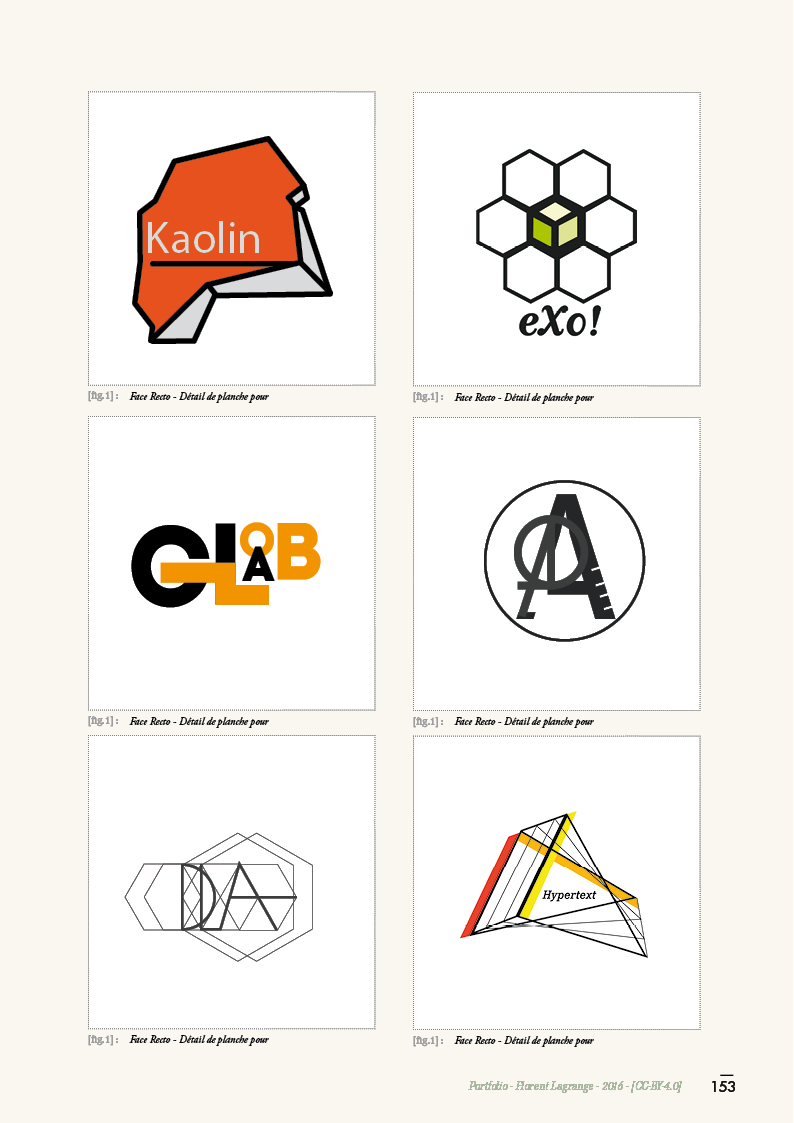 Kaolin
eXo!
[fig.1] : Face Recto - Détail de planche pour
[fig.1] : Face Recto - Détail de planche pour
GLLAOB
A
[fig.1] : Face Recto - Détail de planche pour
[fig.1] : Face Recto - Détail de planche pour
DA
Hypertext
[fig.1] : Face Recto - Détail de planche pour
[fig.1] : Face Recto - Détail de planche pour
Portfolio - Florent Lagrange - 2016 - [CC-BY-4.0] 153